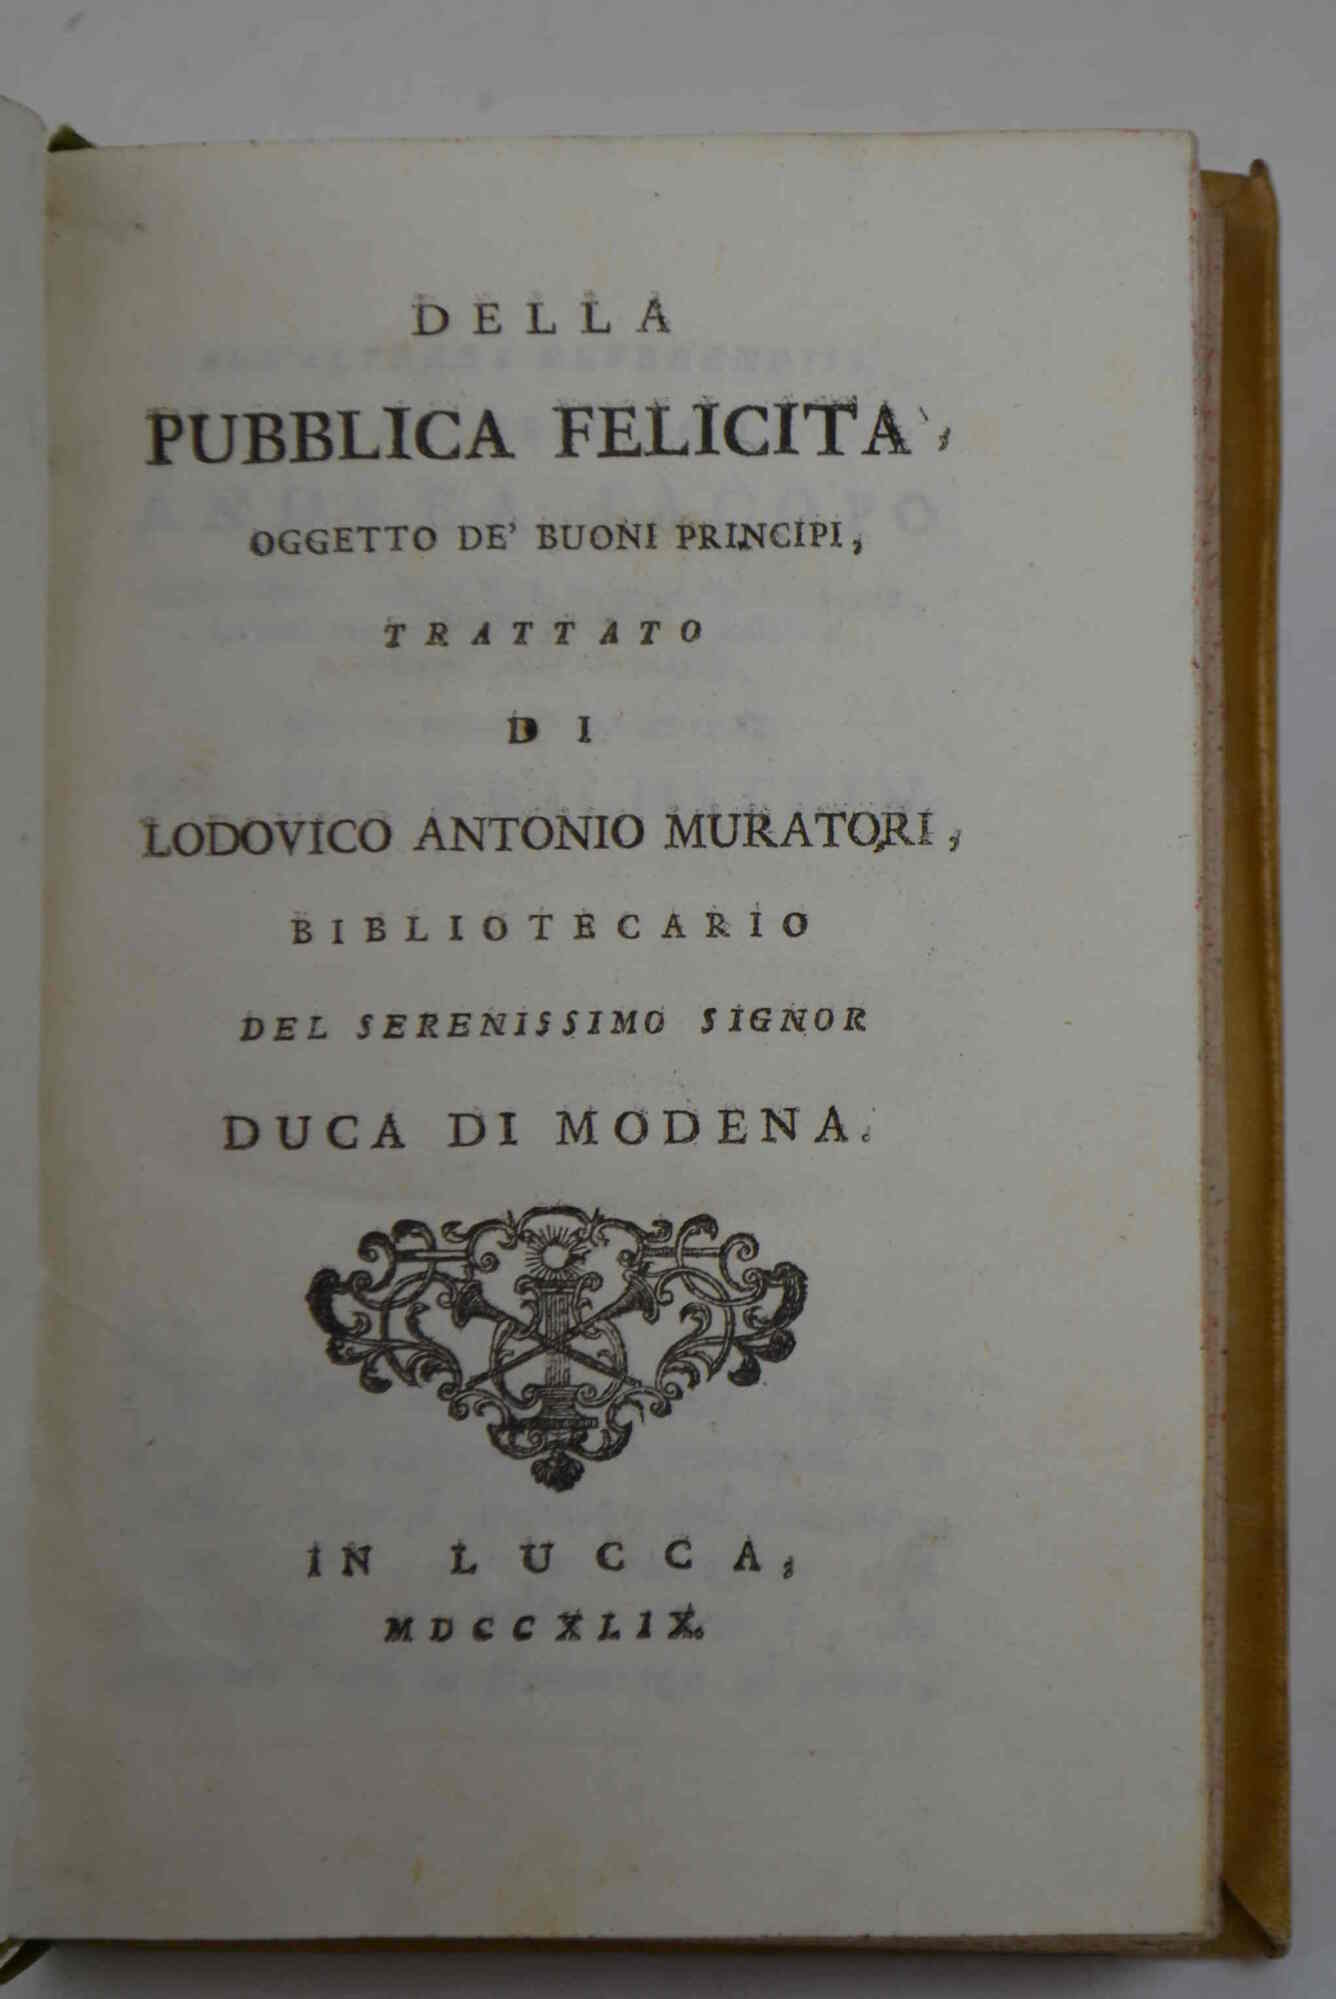 DELLA
PUBBLICA FELICITA',
OGGETTO DE' BUONI PRINCIPI,
TRATTATO
DI
LODOVICO ANTONIO MURATORI,
BIBLIOTECARIO
DEL SERENISSIMO SIGNOR
DUCA DI MODENA.
IN LUCCA,
MDCCXLIX.